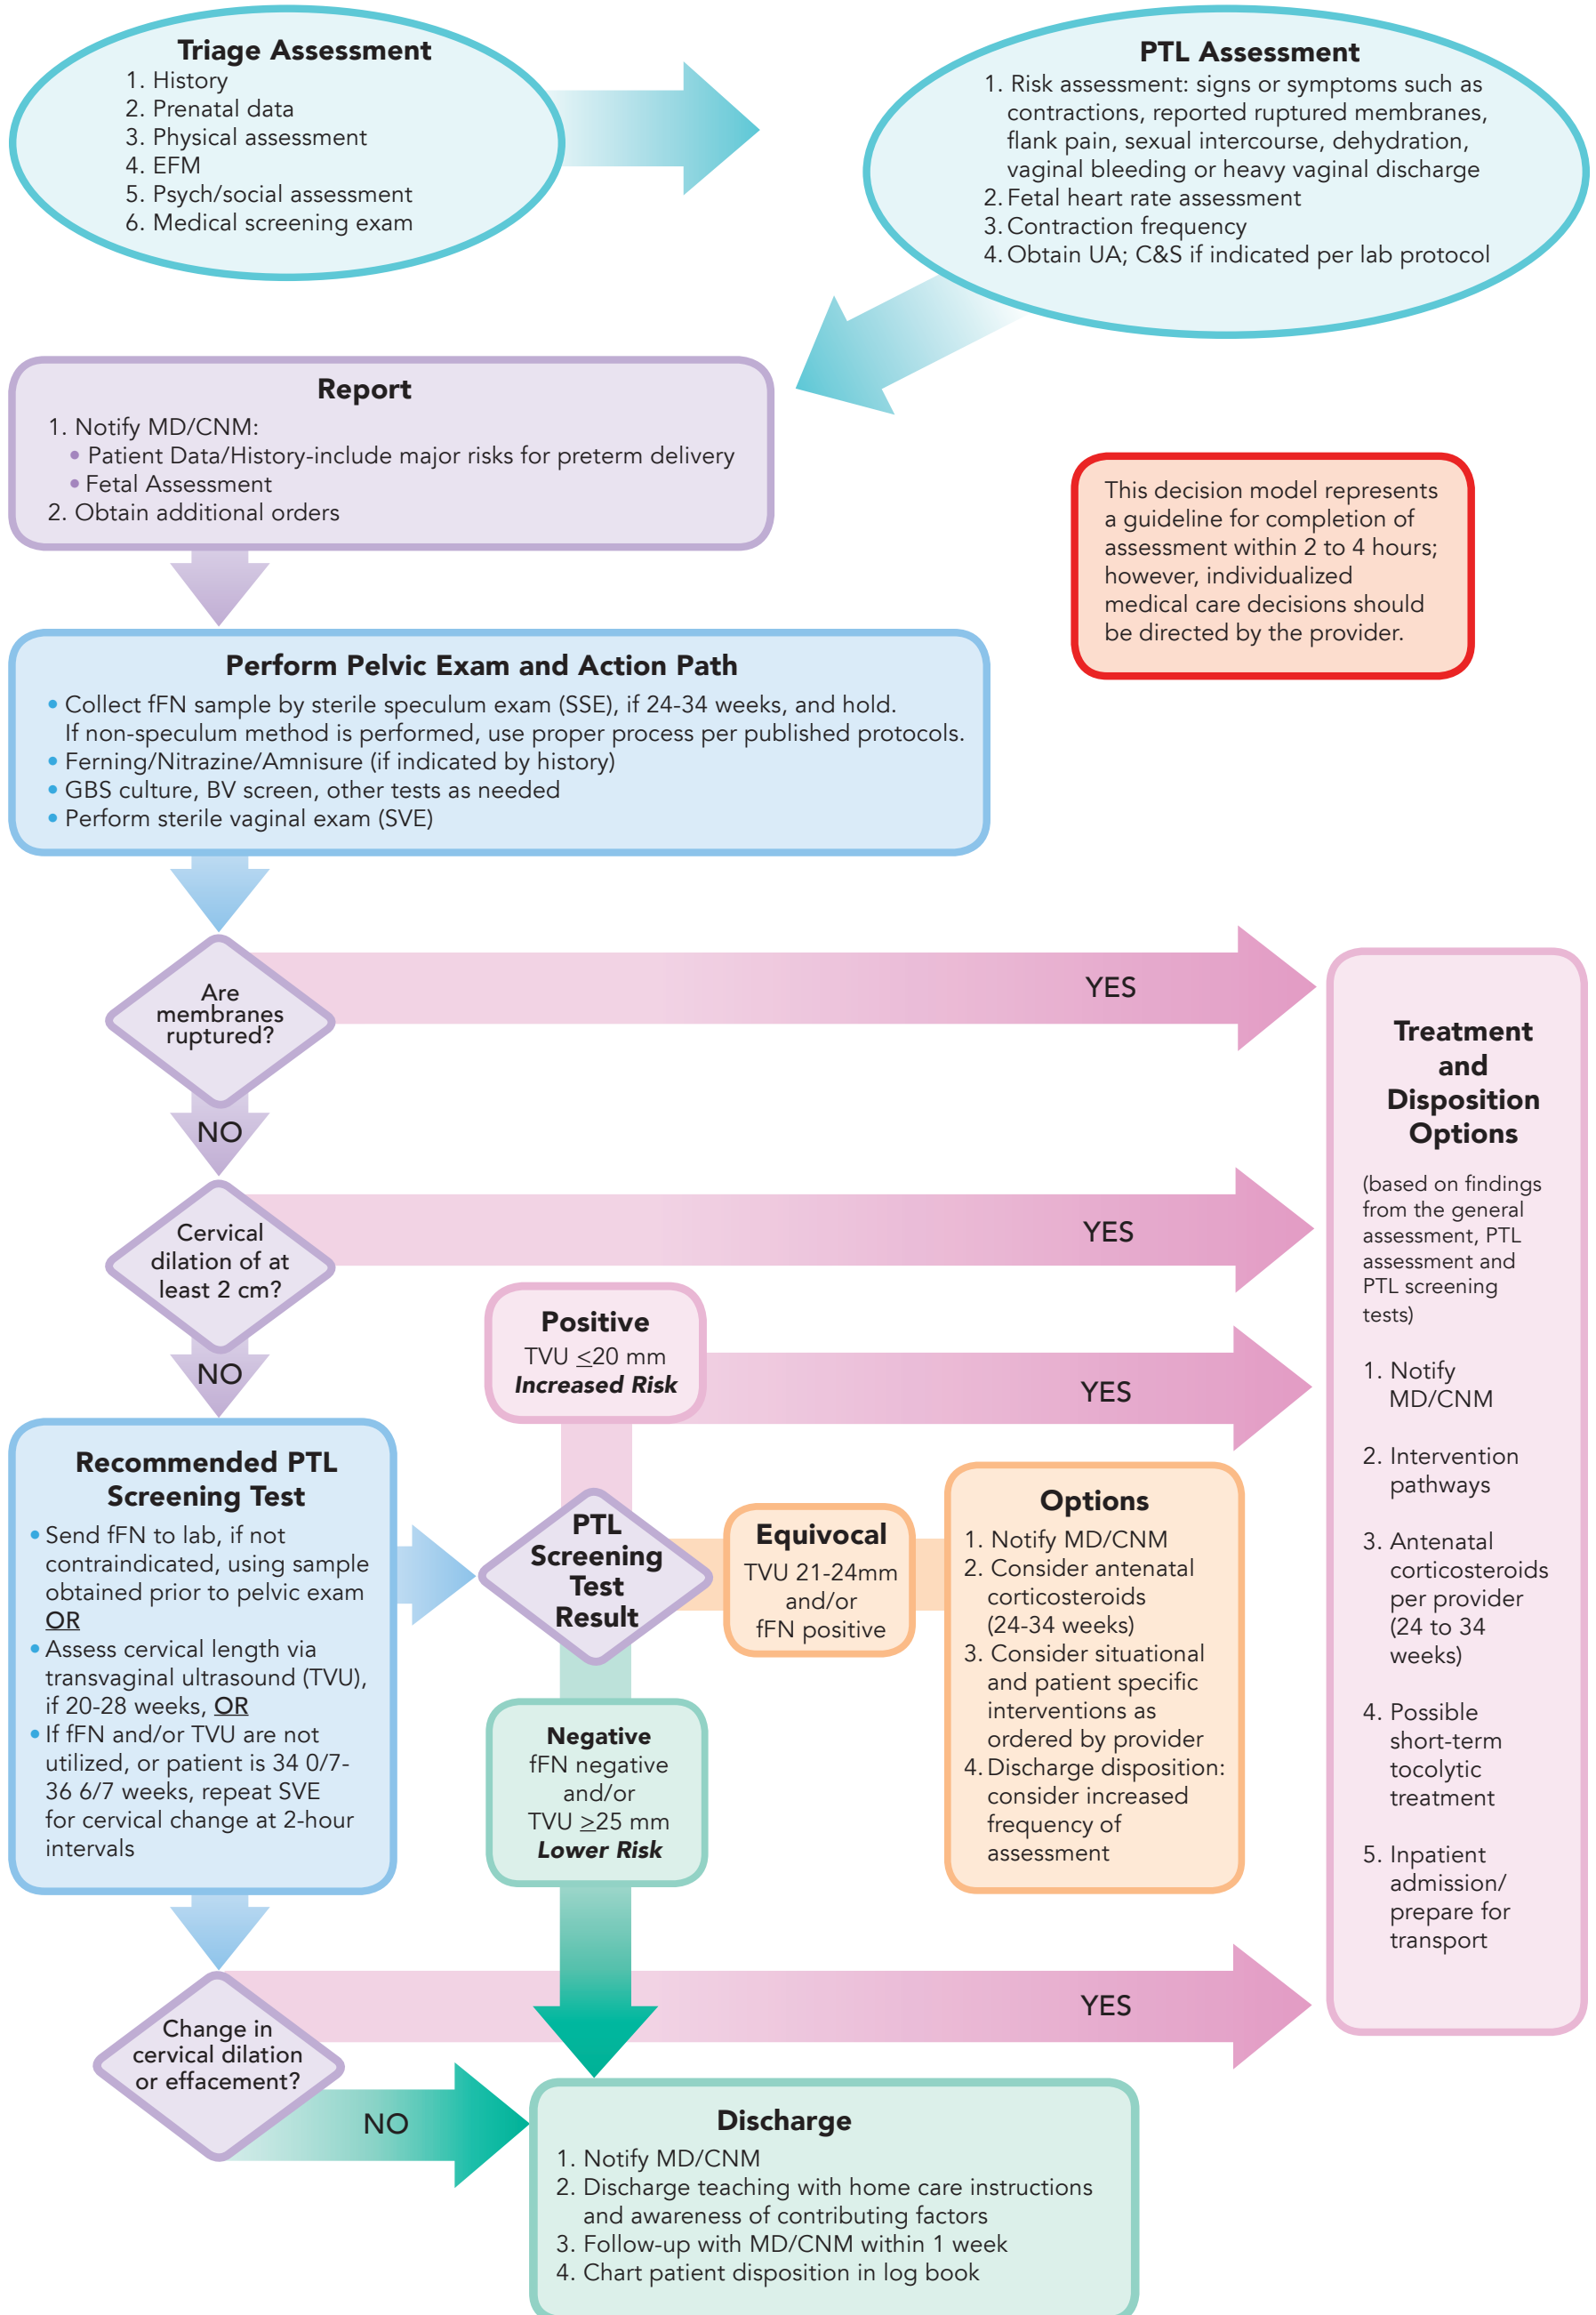 Triage Assessment
1. History
2. Prenatal data
3. Physical assessment
4. EFM
5. Psych/social assessment
6. Medical screening exam
PTL Assessment
1. Risk assessment: signs or symptoms such as
contractions, reported ruptured membranes,
flank pain, sexual intercourse, dehydration,
vaginal bleeding or heavy vaginal discharge
2. Fetal heart rate assessment
3. Contraction frequency
4. Obtain UA; C&S if indicated per lab protocol
Report
1. Notify MD/CNM:
• Patient Data/History-include major risks for preterm delivery
• Fetal Assessment
2. Obtain additional orders
This decision model represents
a guideline for completion of
assessment within 2 to 4 hours;
however, individualized
medical care decisions should
be directed by the provider.
Perform Pelvic Exam and Action Path
• Collect fFN sample by sterile speculum exam (SSE), if 24-34 weeks, and hold.
If non-speculum method is performed, use proper process per published protocols.
• Ferning/Nitrazine/Amnisure (if indicated by history)
• GBS culture, BV screen, other tests as needed
• Perform sterile vaginal exam (SVE)
Are
membranes
ruptured?
YES
NO
Cervical
dilation of at
least 2 cm?
YES
NO
Recommended PTL
Screening Test
• Send fFN to lab, if not
contraindicated, using sample
obtained prior to pelvic exam
OR
• Assess cervical length via
transvaginal ultrasound (TVU),
if 20-28 weeks, OR
• If fFN and/or TVU are not
utilized, or patient is 34 0/7-
36 6/7 weeks, repeat SVE
for cervical change at 2-hour
intervals
Positive
TVU ≤20 mm
Increased Risk
YES
PTL
Screening
Test
Result
Equivocal
TVU 21-24mm
and/or
fFN positive
Options
1. Notify MD/CNM
2. Consider antenatal
corticosteroids
(24-34 weeks)
3. Consider situational
and patient specific
interventions as
ordered by provider
4. Discharge disposition:
consider increased
frequency of
assessment
Negative
fFN negative
and/or
TVU ≥25 mm
Lower Risk
Treatment
and
Disposition
Options
(based on findings
from the general
assessment, PTL
assessment and
PTL screening
tests)
1. Notify
MD/CNM
2. Intervention
pathways
3. Antenatal
corticosteroids
per provider
(24 to 34
weeks)
4. Possible
short-term
tocolytic
treatment
5. Inpatient
admission/
prepare for
transport
Change in
cervical dilation
or effacement?
YES
NO
Discharge
1. Notify MD/CNM
2. Discharge teaching with home care instructions
and awareness of contributing factors
3. Follow-up with MD/CNM within 1 week
4. Chart patient disposition in log book